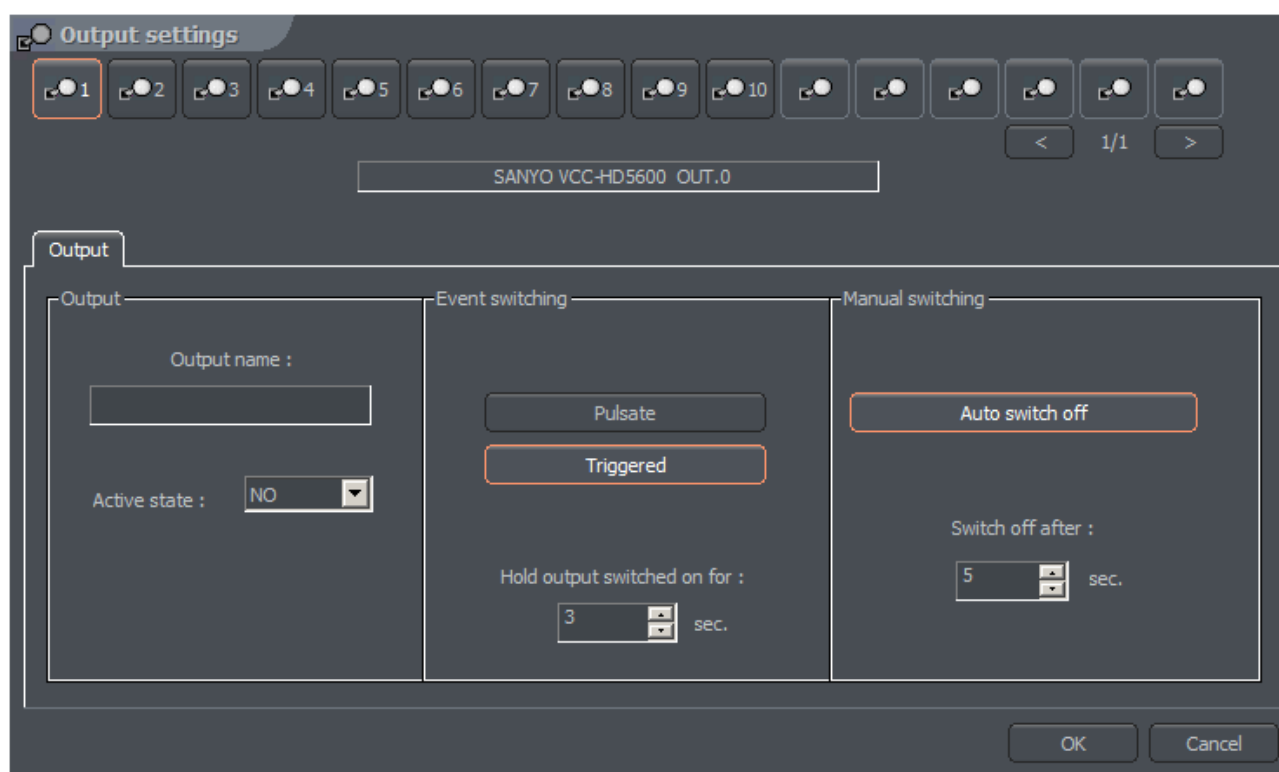 Output settings
1 2 3 4 5 6 7 8 9 10
< 1/1 >
SANYO VCC-HD5600 OUT.0
Output
Output Event switching Manual switching
Output name :
Pulsate Auto switch off
Triggered
Active state : NO
Switch off after :
Hold output switched on for :
5 sec.
3 sec.
OK Cancel